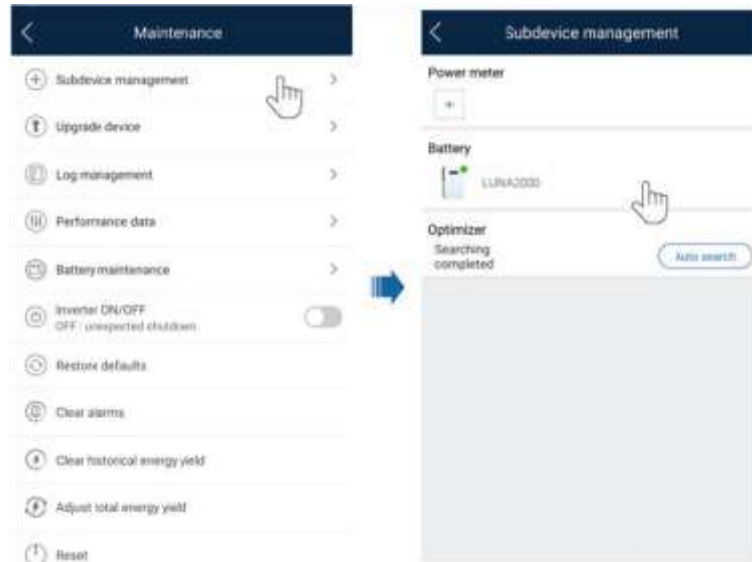 Maintenance
Subdevice management
Upgrade device
Log management
Performance data
Battery maintenance
Inverter ON/OFF
OFF : unexpected shutdown
Restore defaults
Clear alarms
Clear historical energy yield
Adjust total energy yield
Reset
Subdevice management
Power meter
+
Battery
LUNA2000
Optimizer
Searching
completed
Auto search